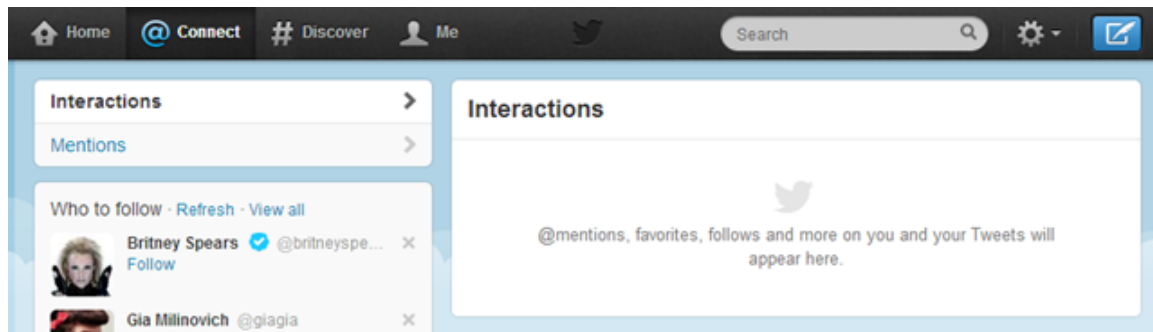 Home @ Connect # Discover Me Search
Interactions
Mentions
Who to follow · Refresh · View all
Britney Spears @britneyspe...
Follow
Gia Milinovich @giagia
Interactions
@mentions, favorites, follows and more on you and your Tweets will
appear here.